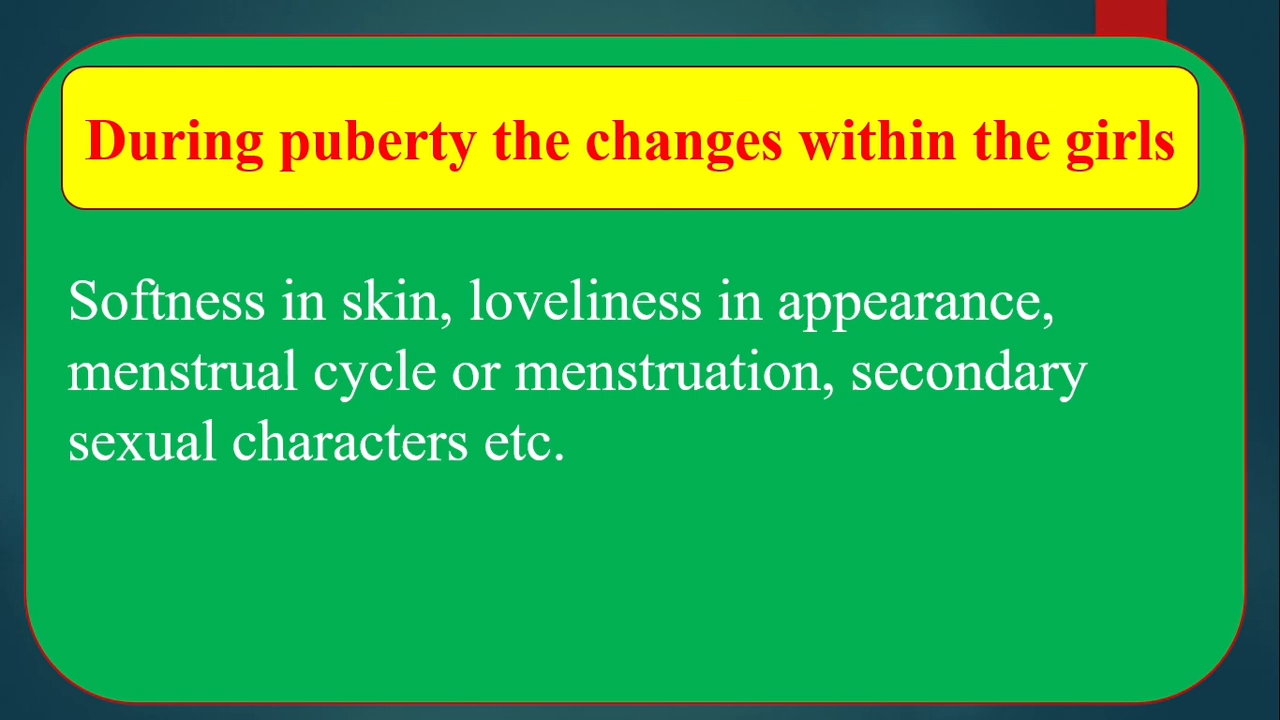 During puberty the changes within the girls
Softness in skin, loveliness in appearance,
menstrual cycle or menstruation, secondary
sexual characters etc.